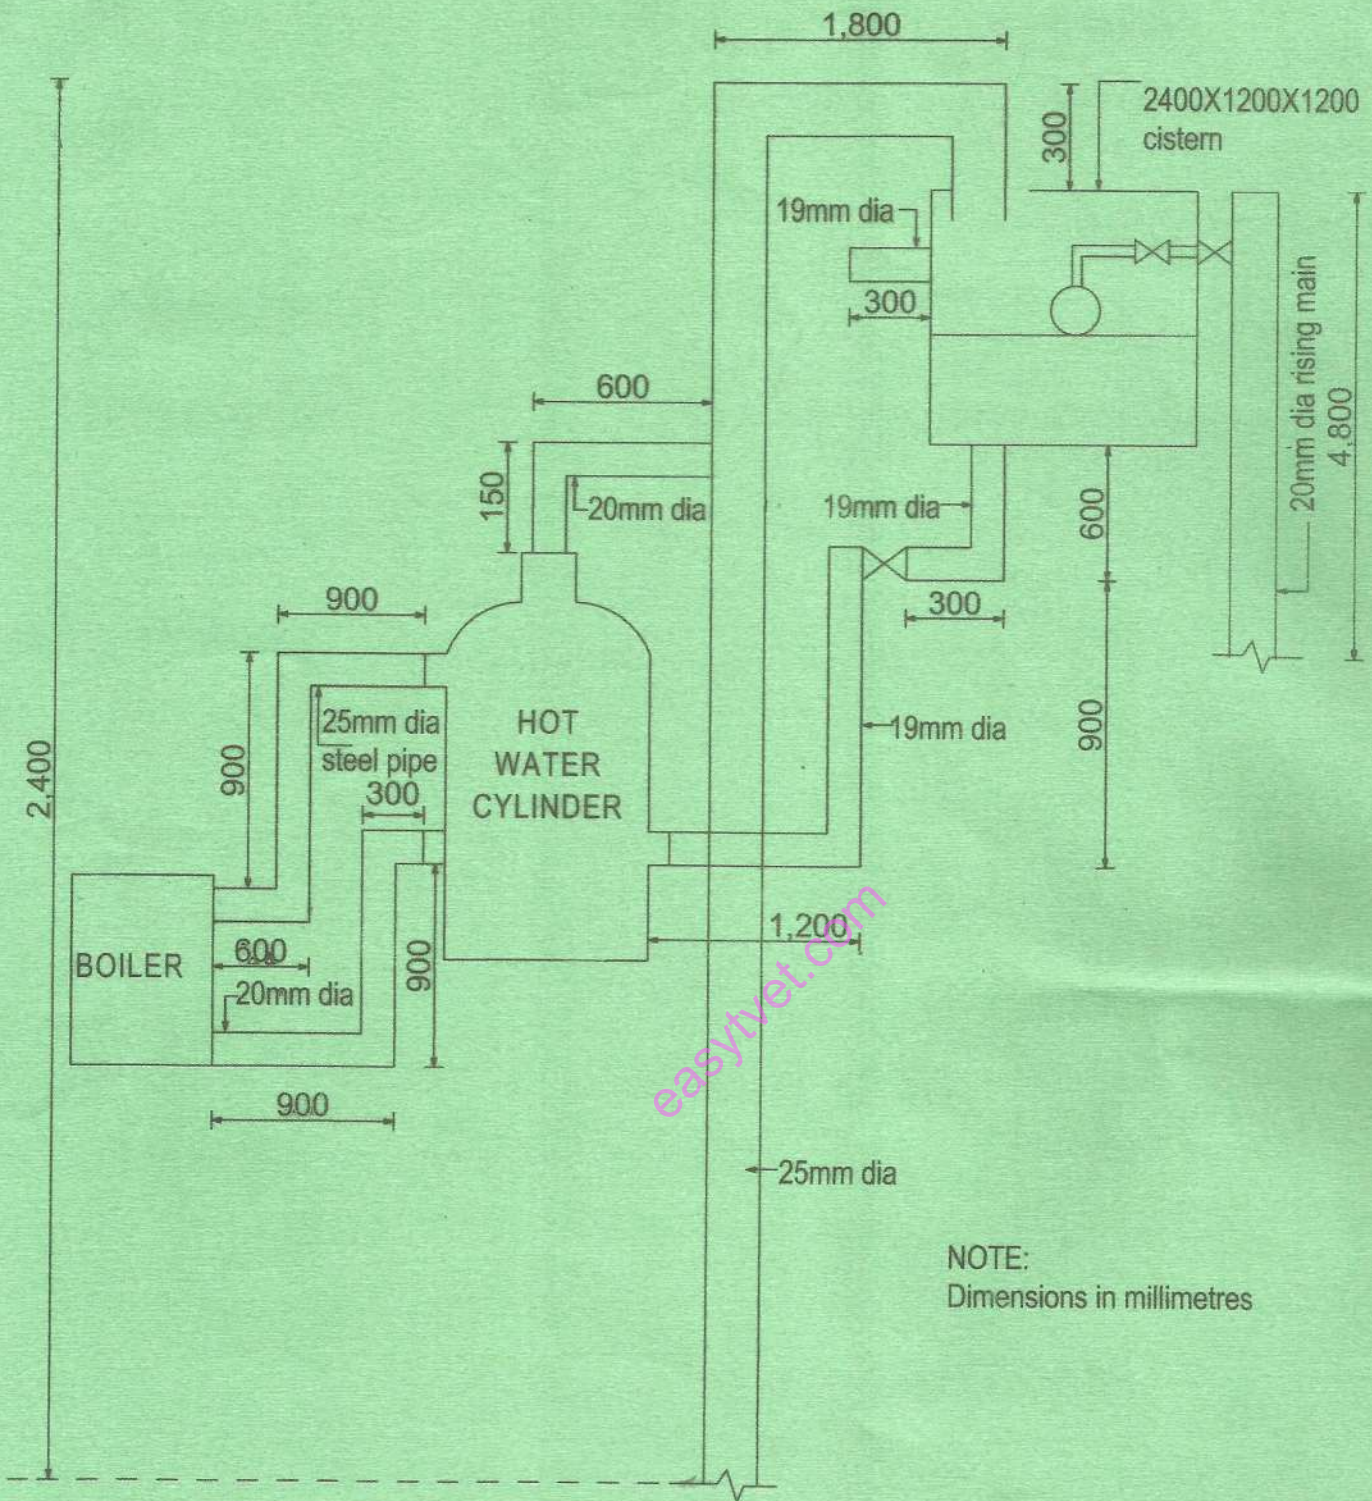 1,800
2400X1200X1200
cistern
300
19mm dia
300
20mm dia rising main
4,800
600
150
20mm dia
19mm dia
600
300
900
900
25mm dia
steel pipe
300
HOT
WATER
CYLINDER
19mm dia
900
2,400
BOILER
600
20mm dia
900
1,200
900
easytvet.com
25mm dia
NOTE:
Dimensions in millimetres